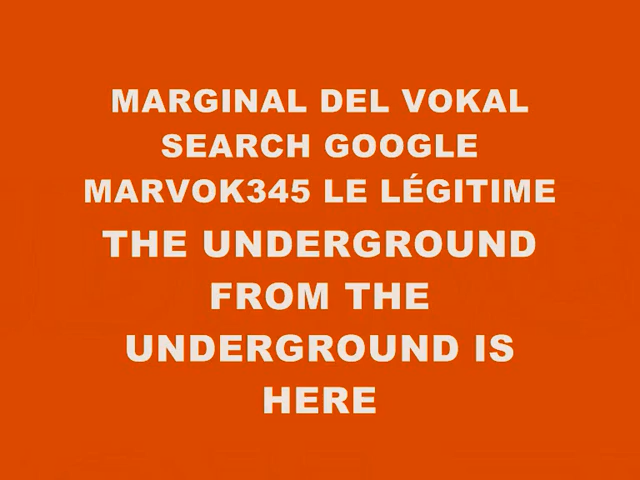 MARGINAL DEL VOKAL
SEARCH GOOGLE
MARVOK345 LE LÉGITIME
THE UNDERGROUND
FROM THE
UNDERGROUND IS
HERE